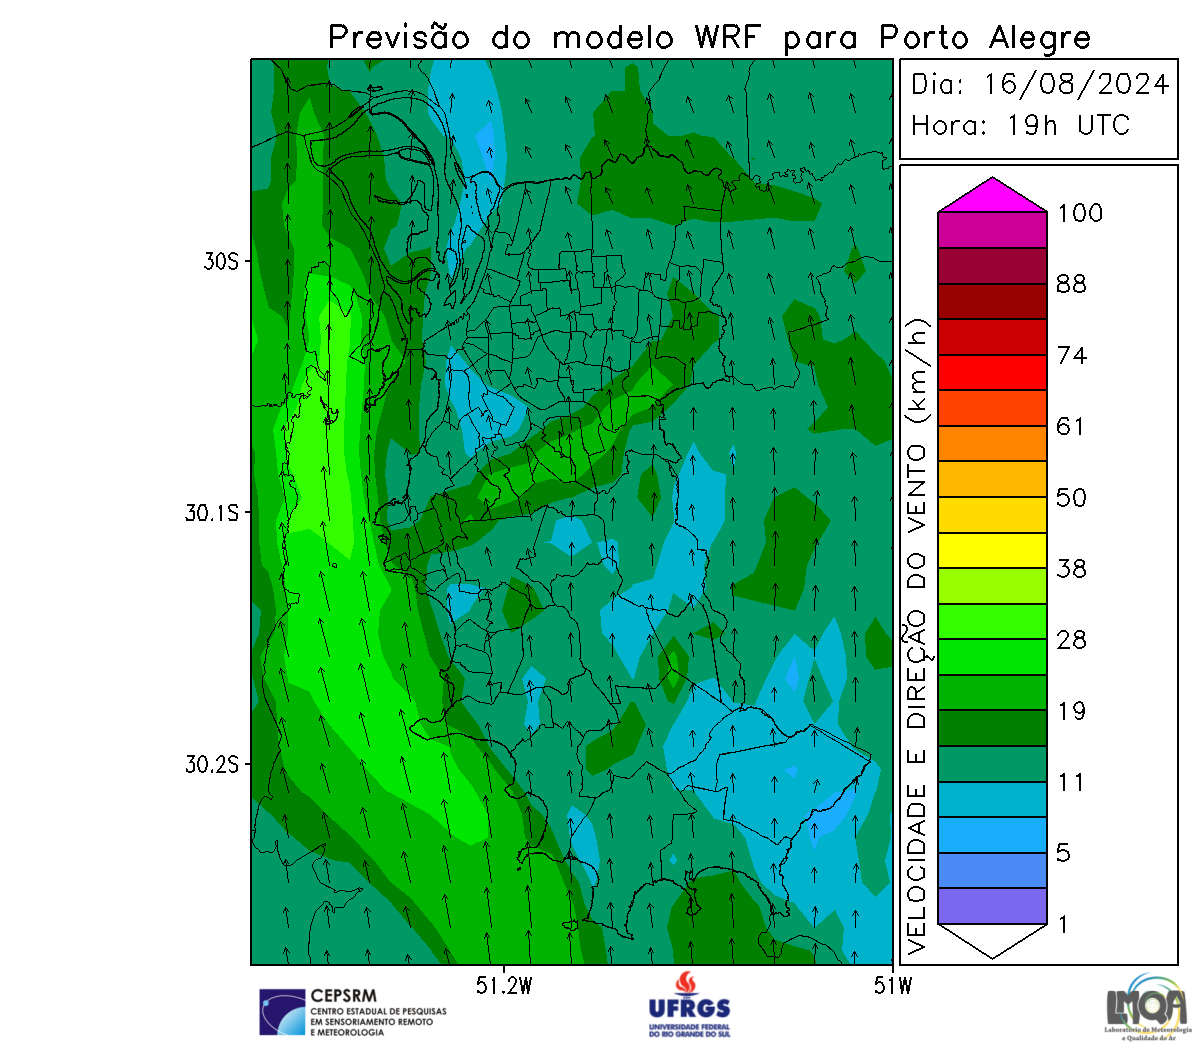 Previsão do modelo WRF para Porto Alegre
Dia: 16/08/2024
Hora: 19h UTC
30S
30.1S
30.2S
51.2W
51W
VELOCIDADE E DIREÇÃO DO VENTO (km/h)
100
88
74
61
50
38
28
19
11
5
1
CEPSRM
CENTRO ESTADUAL DE PESQUISAS
EM SENSORIAMENTO REMOTO
E METEOROLOGIA
UFRGS
UNIVERSIDADE FEDERAL
DO RIO GRANDE DO SUL
LMQA
Laboratório de Meteorologia
e Qualidade do Ar